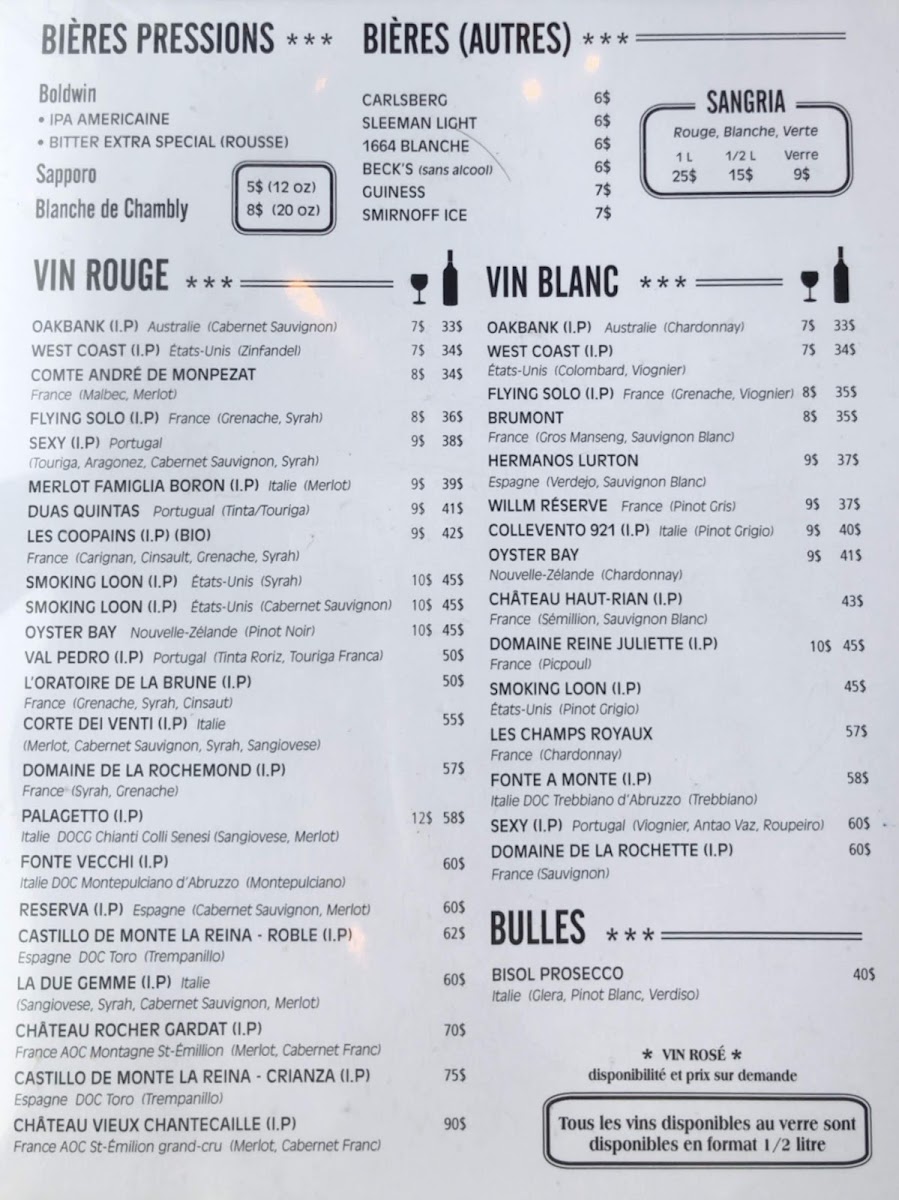 BIÈRES PRESSIONS ***
Boldwin
• IPA AMERICAINE
• BITTER EXTRA SPECIAL (ROUSSE)
Sapporo
Blanche de Chambly
5$ (12 oz)
8$ (20 oz)
BIÈRES (AUTRES) ***
CARLSBERG 6$
SLEEMAN LIGHT 6$
1664 BLANCHE 6$
BECK'S (sans alcool) 6$
GUINESS 7$
SMIRNOFF ICE 7$
SANGRIA
Rouge, Blanche, Verte
1 L 1/2 L Verre
25$ 15$ 9$
VIN ROUGE ***
OAKBANK (I.P) Australie (Cabernet Sauvignon) 7$ 33$
WEST COAST (I.P) États-Unis (Zinfandel) 7$ 34$
COMTE ANDRÉ DE MONPEZAT 8$ 34$
France (Malbec, Merlot)
FLYING SOLO (I.P) France (Grenache, Syrah) 8$ 36$
SEXY (I.P) Portugal 9$ 38$
(Touriga, Aragonez, Cabernet Sauvignon, Syrah)
MERLOT FAMIGLIA BORON (I.P) Italie (Merlot) 9$ 39$
DUAS QUINTAS Portugual (Tinta/Touriga) 9$ 41$
LES COOPAINS (I.P) (BIO) 9$ 42$
France (Carignan, Cinsault, Grenache, Syrah)
SMOKING LOON (I.P) États-Unis (Syrah) 10$ 45$
SMOKING LOON (I.P) États-Unis (Cabernet Sauvignon) 10$ 45$
OYSTER BAY Nouvelle-Zélande (Pinot Noir) 10$ 45$
VAL PEDRO (I.P) Portugal (Tinta Roriz, Touriga Franca) 50$
L'ORATOIRE DE LA BRUNE (I.P) 50$
France (Grenache, Syrah, Cinsaut)
CORTE DEI VENTI (I.P) Italie 55$
(Merlot, Cabernet Sauvignon, Syrah, Sangiovese)
DOMAINE DE LA ROCHEMOND (I.P) 57$
France (Syrah, Grenache)
PALAGETTO (I.P) 12$ 58$
Italie DOCG Chianti Colli Senesi (Sangiovese, Merlot)
FONTE VECCHI (I.P) 60$
Italie DOC Montepulciano d'Abruzzo (Montepulciano)
RESERVA (I.P) Espagne (Cabernet Sauvignon, Merlot) 60$
CASTILLO DE MONTE LA REINA - ROBLE (I.P) 62$
Espagne DOC Toro (Trempanillo)
LA DUE GEMME (I.P) Italie 60$
(Sangiovese, Syrah, Cabernet Sauvignon, Merlot)
CHÂTEAU ROCHER GARDAT (I.P) 70$
France AOC Montagne St-Émillion (Merlot, Cabernet Franc)
CASTILLO DE MONTE LA REINA - CRIANZA (I.P) 75$
Espagne DOC Toro (Trempanillo)
CHÂTEAU VIEUX CHANTECAILLE (I.P) 90$
France AOC St-Émilion grand-cru (Merlot, Cabernet Franc)
VIN BLANC ***
OAKBANK (I.P) Australie (Chardonnay) 7$ 33$
WEST COAST (I.P) 7$ 34$
États-Unis (Colombard, Viognier)
FLYING SOLO (I.P) France (Grenache, Viognier) 8$ 35$
BRUMONT 8$ 35$
France (Gros Manseng, Sauvignon Blanc)
HERMANOS LURTON 9$ 37$
Espagne (Verdejo, Sauvignon Blanc)
WILLM RÉSERVE France (Pinot Gris) 9$ 37$
COLLEVENTO 921 (I.P) Italie (Pinot Grigio) 9$ 40$
OYSTER BAY 9$ 41$
Nouvelle-Zélande (Chardonnay)
CHÂTEAU HAUT-RIAN (I.P) 43$
France (Sémillion, Sauvignon Blanc)
DOMAINE REINE JULIETTE (I.P) 10$ 45$
France (Picpoul)
SMOKING LOON (I.P) 45$
États-Unis (Pinot Grigio)
LES CHAMPS ROYAUX 57$
France (Chardonnay)
FONTE A MONTE (I.P) 58$
Italie DOC Trebbiano d'Abruzzo (Trebbiano)
SEXY (I.P) Portugal (Viognier, Antao Vaz, Roupeiro) 60$
DOMAINE DE LA ROCHETTE (I.P) 60$
France (Sauvignon)
BULLES ***
BISOL PROSECCO 40$
Italie (Glera, Pinot Blanc, Verdiso)
* VIN ROSÉ *
disponibilité et prix sur demande
Tous les vins disponibles au verre sont
disponibles en format 1/2 litre